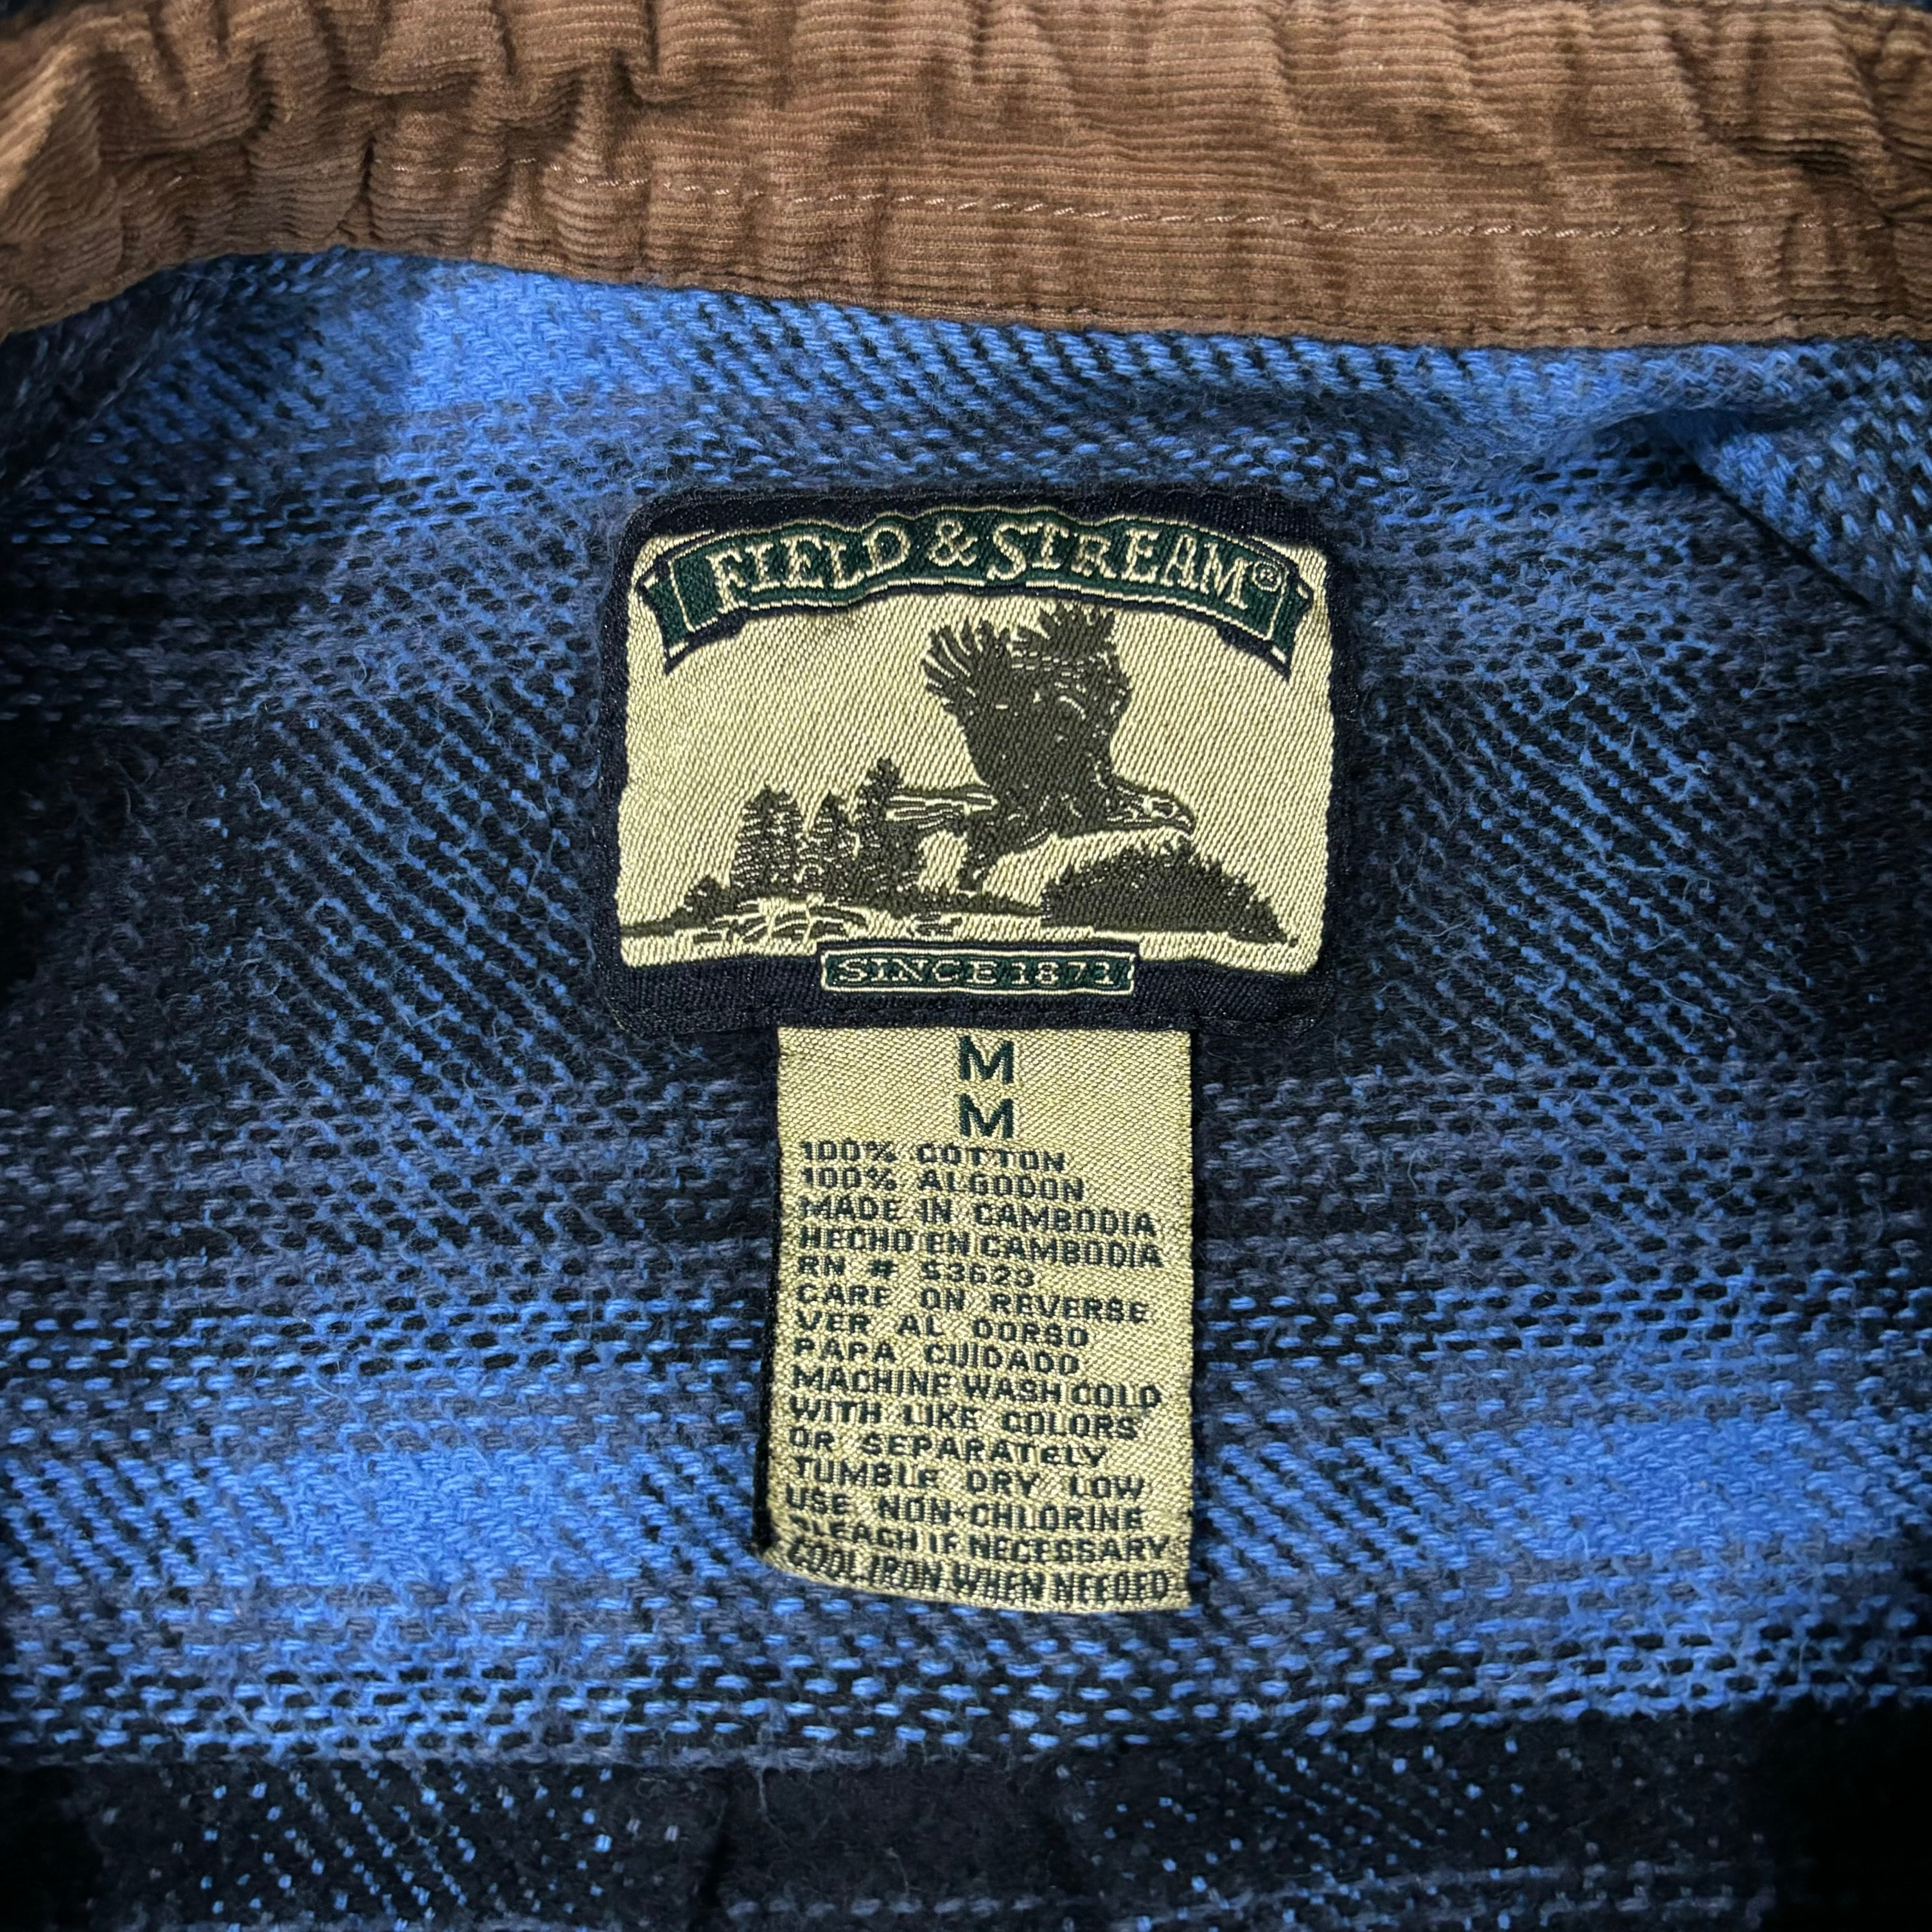 FIELD & STREAM®
SINCE 1871
M
M
100% COTTON
100% ALGODON
MADE IN CAMBODIA
HECHO EN CAMBODIA
RN # 53623
CARE ON REVERSE
VER AL DORSO
PAPA CUIDADO
MACHINE WASH COLD
WITH LIKE COLORS
OR SEPARATELY
TUMBLE DRY LOW
USE NON-CHLORINE
BLEACH IF NECESSARY
COOL IRON WHEN NEEDED